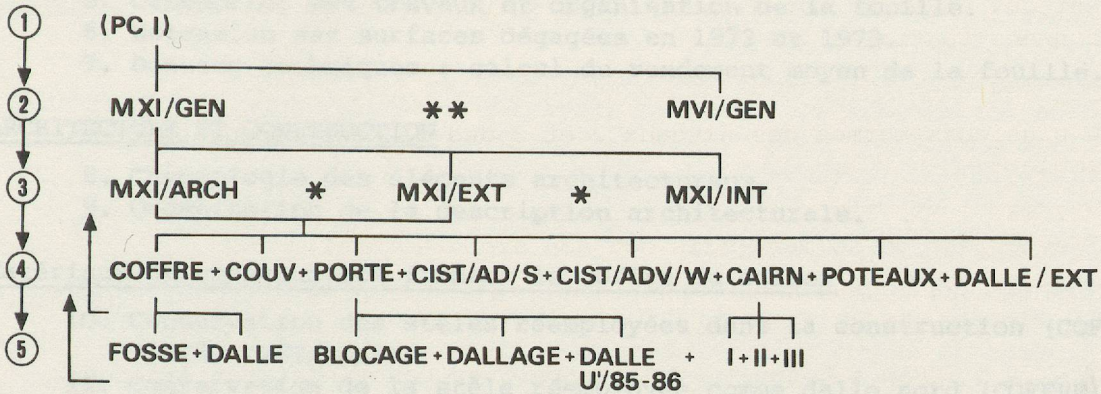 ① (PC I)
② MXI/GEN ** MVI/GEN
③ MXI/ARCH * MXI/EXT * MXI/INT
④ COFFRE + COUV + PORTE + CIST/AD/S + CIST/ADV/W + CAIRN + POTEAUX + DALLE / EXT
⑤ FOSSE + DALLE BLOCAGE + DALLAGE + DALLE + I + II + III
U'/85-86